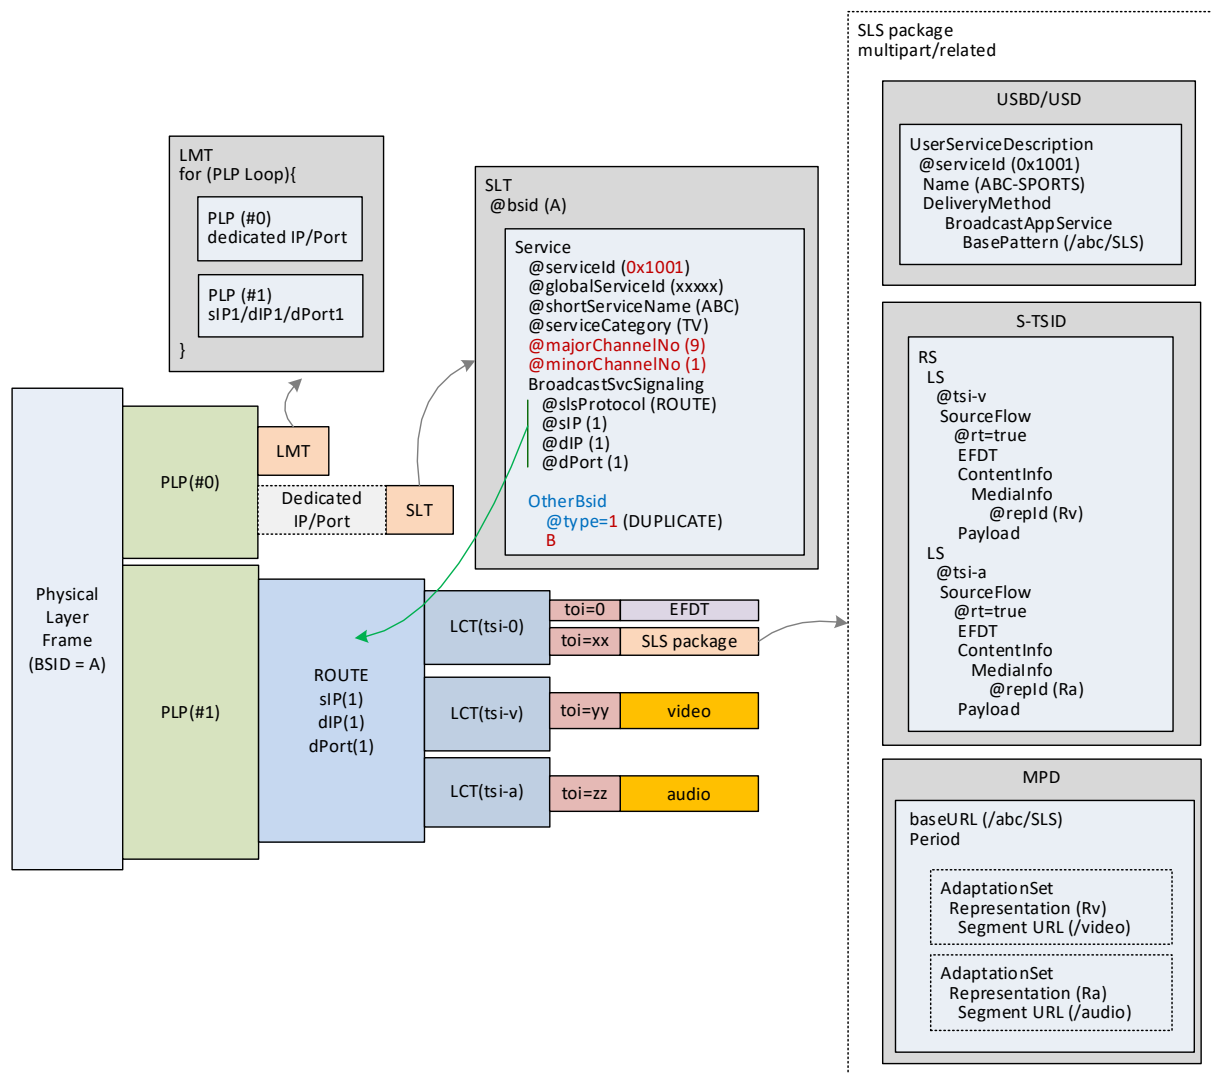 SLS package
multipart/related
USBD/USD
UserServiceDescription
@serviceId (0x1001)
Name (ABC-SPORTS)
DeliveryMethod
BroadcastAppService
BasePattern (/abc/SLS)
LMT
for (PLP Loop){
PLP (#0)
dedicated IP/Port
PLP (#1)
sIP1/dIP1/dPort1
}
SLT
@bsid (A)
Service
@serviceId (0x1001)
@globalServiceId (xxxxx)
@shortServiceName (ABC)
@serviceCategory (TV)
@majorChannelNo (9)
@minorChannelNo (1)
BroadcastSvcSignaling
@slsProtocol (ROUTE)
@sIP (1)
@dIP (1)
@dPort (1)
OtherBsid
@type=1 (DUPLICATE)
B
S-TSID
RS
LS
@tsi-v
SourceFlow
@rt=true
EFDT
ContentInfo
MediaInfo
@repId (Rv)
Payload
LS
@tsi-a
SourceFlow
@rt=true
EFDT
ContentInfo
MediaInfo
@repId (Ra)
Payload
Physical
Layer
Frame
(BSID = A)
PLP(#0)
LMT
Dedicated
IP/Port
SLT
PLP(#1)
ROUTE
sIP(1)
dIP(1)
dPort(1)
LCT(tsi-0)
toi=0
EFDT
toi=xx
SLS package
LCT(tsi-v)
toi=yy
video
LCT(tsi-a)
toi=zz
audio
MPD
baseURL (/abc/SLS)
Period
AdaptationSet
Representation (Rv)
Segment URL (/video)
AdaptationSet
Representation (Ra)
Segment URL (/audio)